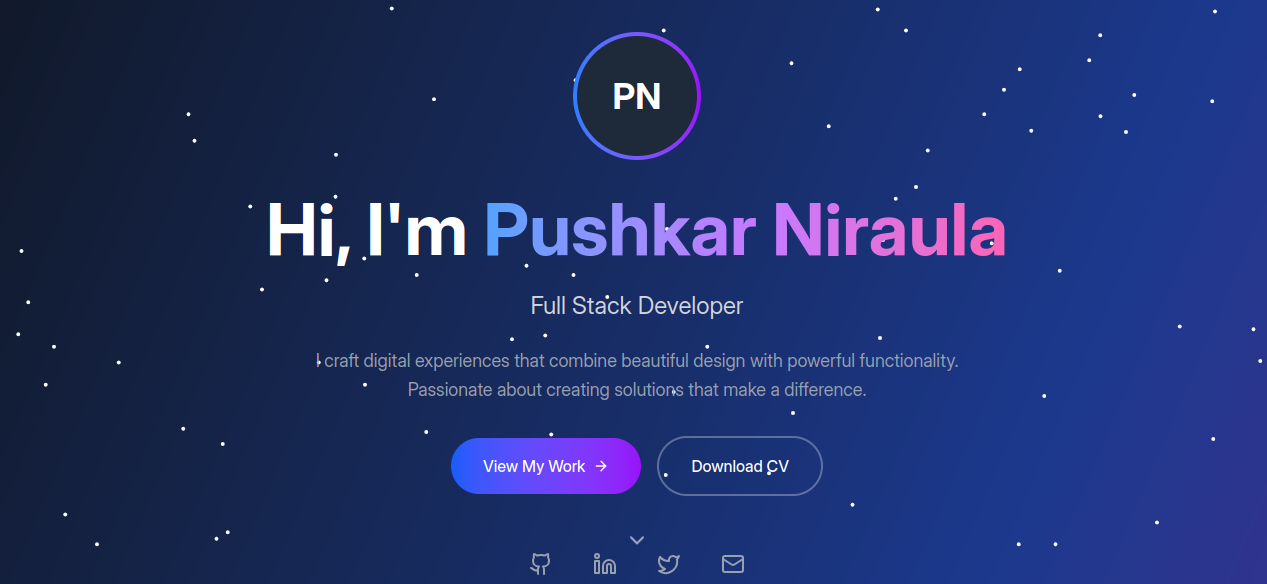 PN
Hi, I'm Pushkar Niraula
Full Stack Developer
I craft digital experiences that combine beautiful design with powerful functionality.
Passionate about creating solutions that make a difference.
View My Work →
Download CV